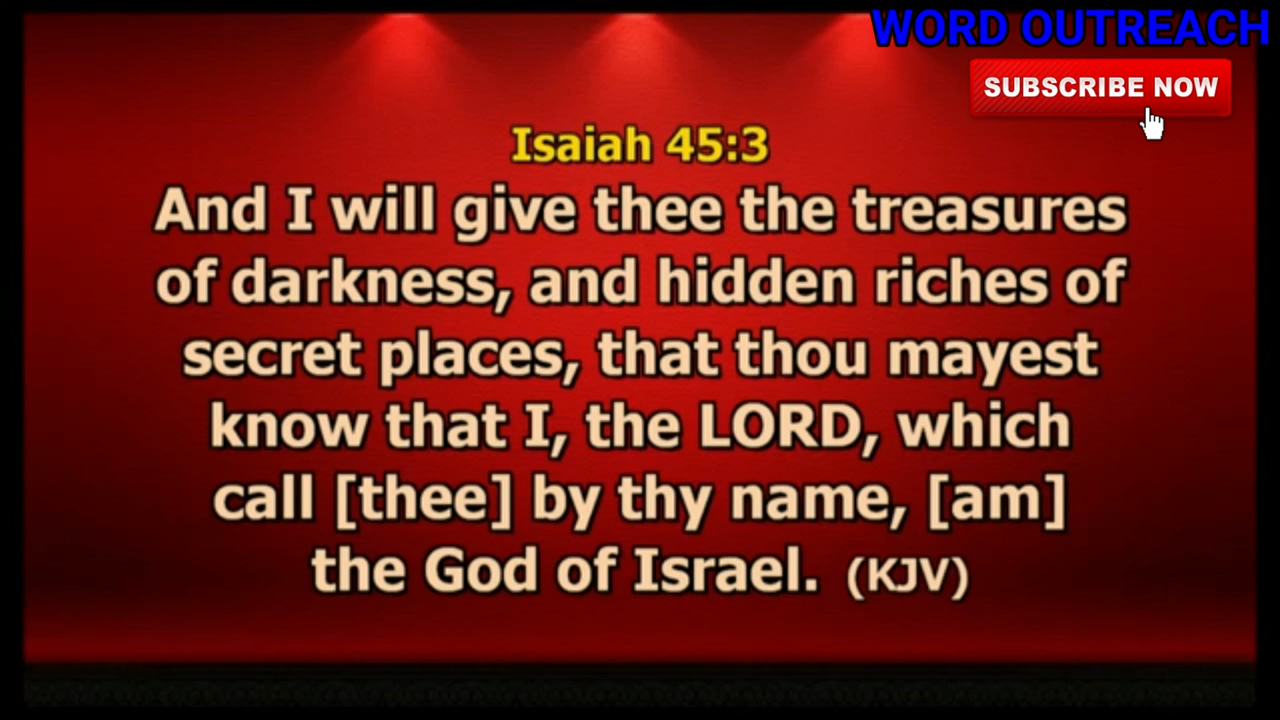 WORD OUTREACH
SUBSCRIBE NOW
Isaiah 45:3
And I will give thee the treasures
of darkness, and hidden riches of
secret places, that thou mayest
know that I, the LORD, which
call [thee] by thy name, [am]
the God of Israel. (KJV)